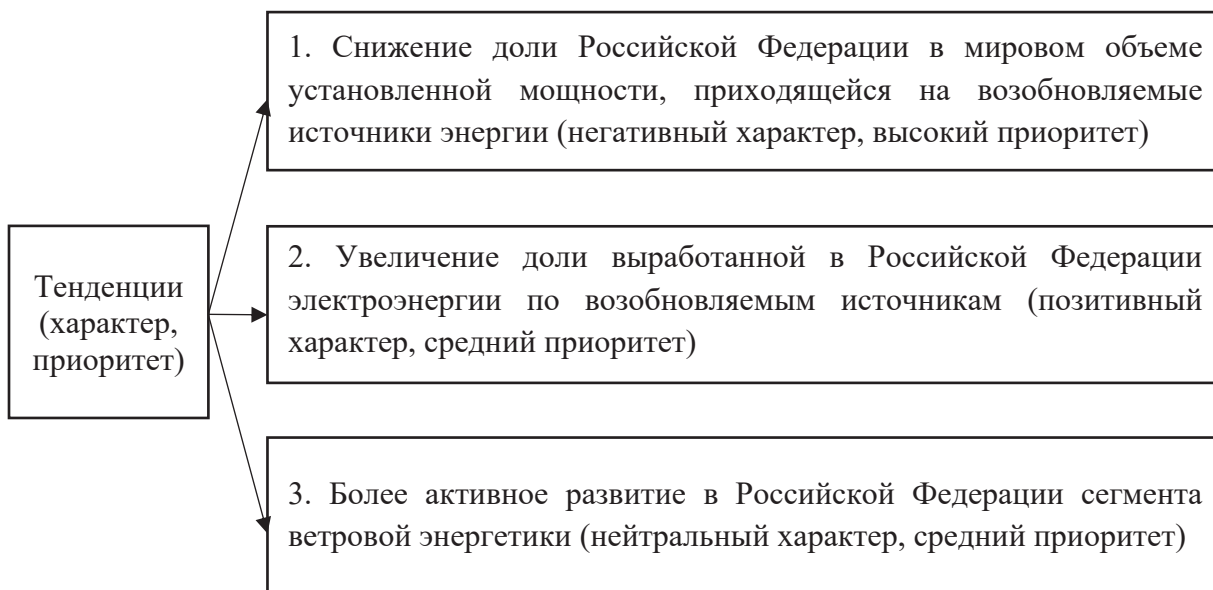 1. Снижение доли Российской Федерации в мировом объеме
установленной мощности, приходящейся на возобновляемые
источники энергии (негативный характер, высокий приоритет)
Тенденции
(характер,
приоритет)
2. Увеличение доли выработанной в Российской Федерации
электроэнергии по возобновляемым источникам (позитивный
характер, средний приоритет)
3. Более активное развитие в Российской Федерации сегмента
ветровой энергетики (нейтральный характер, средний приоритет)